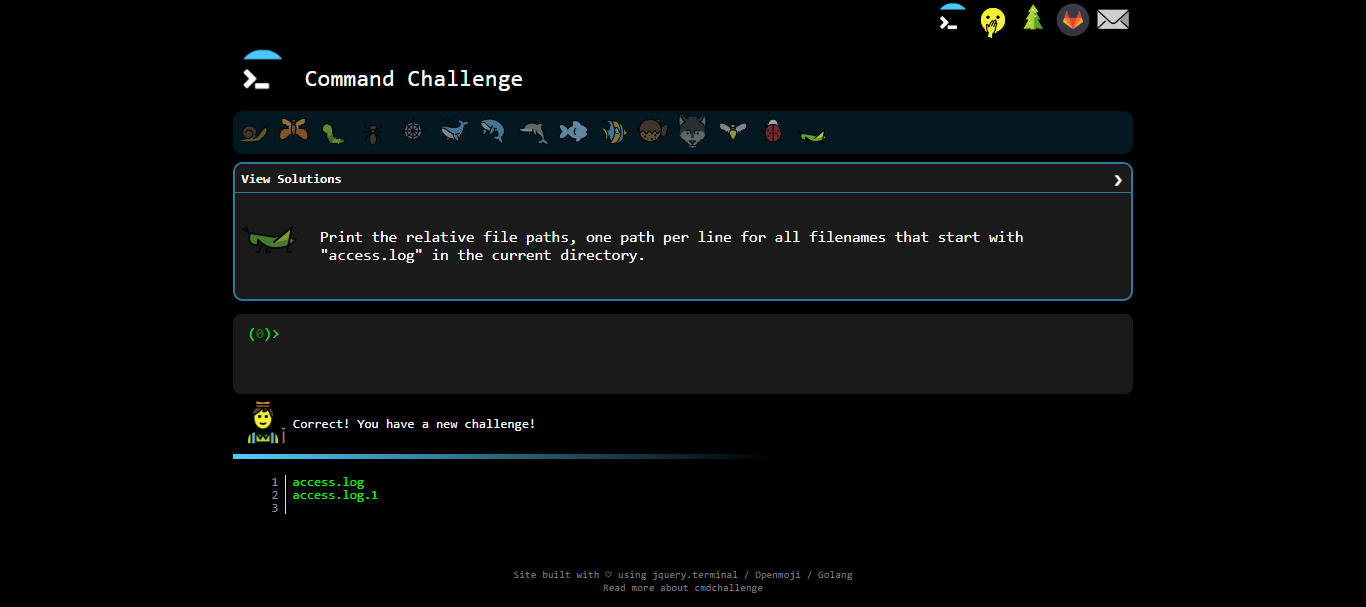 Command Challenge
View Solutions
Print the relative file paths, one path per line for all filenames that start with
"access.log" in the current directory.
(0)>
Correct! You have a new challenge!
1 access.log
2 access.log.1
3
Site built with ♡ using jquery.terminal / Openmoji / Golang
Read more about cmdchallenge